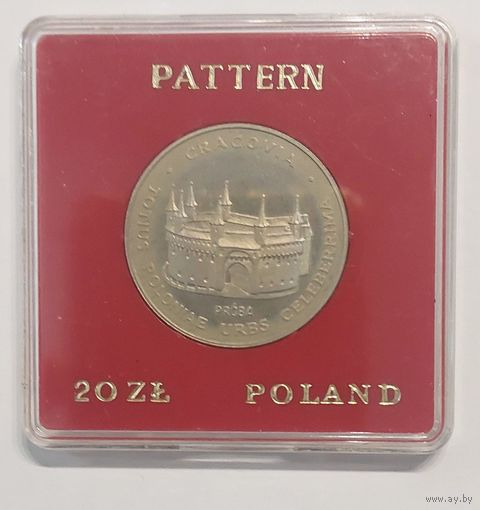 PATTERN
· CRACOVIA ·
TOTIUS POLONIAE URBS CELEBERRIMA
PRÓBA
20 ZŁ POLAND
www.ay.by